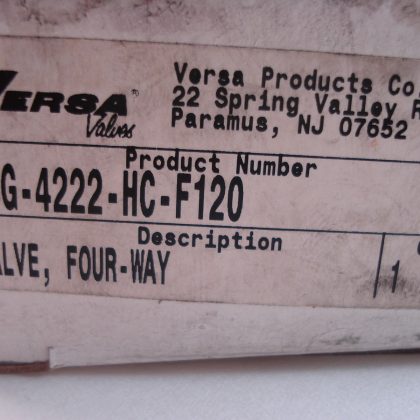 VERSA
Valves
Versa Products Co.
22 Spring Valley R
Paramus, NJ 07652
Product Number
G-4222-HC-F120
Description
ALVE, FOUR-WAY
1